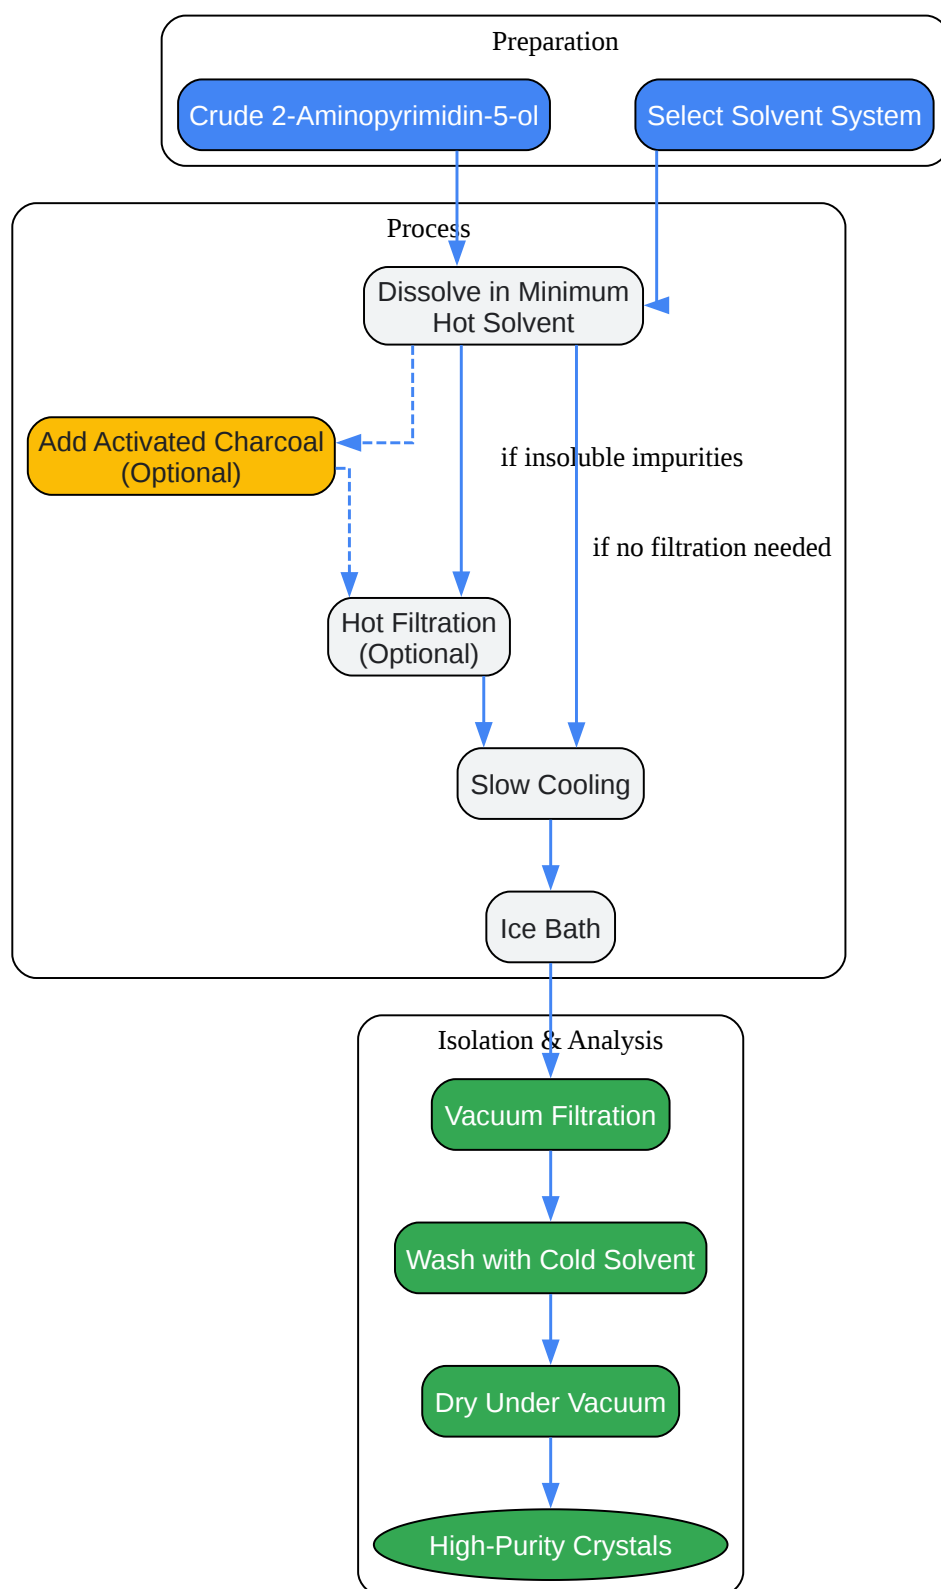 Preparation
Crude 2-Aminopyrimidin-5-ol
Select Solvent System
Process
Dissolve in Minimum
Hot Solvent
Add Activated Charcoal
(Optional)
if insoluble impurities
if no filtration needed
Hot Filtration
(Optional)
Slow Cooling
Ice Bath
Isolation & Analysis
Vacuum Filtration
Wash with Cold Solvent
Dry Under Vacuum
High-Purity Crystals